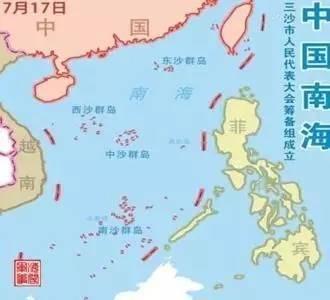 7月17日
中国南海
三沙市人民代表大会筹备组成立
中国
东沙群岛
南海
西沙群岛
中沙群岛
越南
菲
宾
南沙群岛